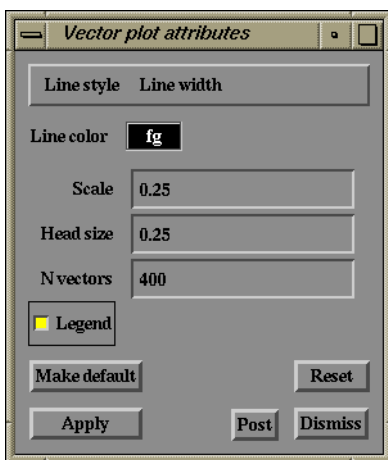 Vector plot attributes
Line style Line width
Line color fg
Scale 0.25
Head size 0.25
N vectors 400
Legend
Make default Reset
Apply Post Dismiss